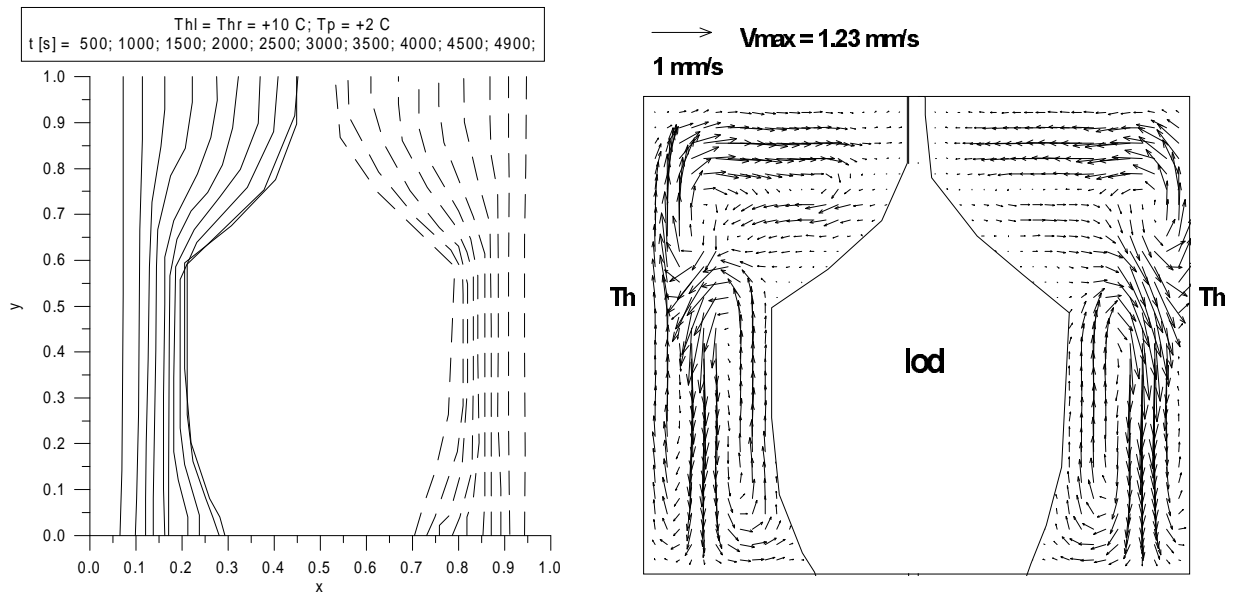 Thl = Thr = +10 C; Tp = +2 C
t [s] = 500; 1000; 1500; 2000; 2500; 3000; 3500; 4000; 4500; 4900;
1.0
0.9
0.8
0.7
0.6
0.5
0.4
0.3
0.2
0.1
0.0
y
0.0 0.1 0.2 0.3 0.4 0.5 0.6 0.7 0.8 0.9 1.0
x
Vmax = 1.23 mm/s
1 mm/s
Th
lod
Th